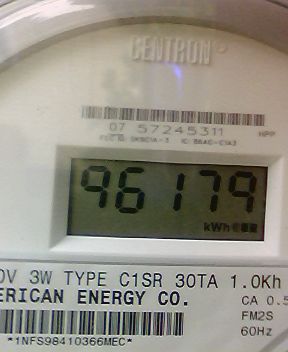 CENTRON
07 57245311 HPP
96179
kWh
0V 3W TYPE C1SR 30TA 1.0Kh
ERICAN ENERGY CO. CA 0.5
FM2S
*1NFS98410366MEC* 60Hz